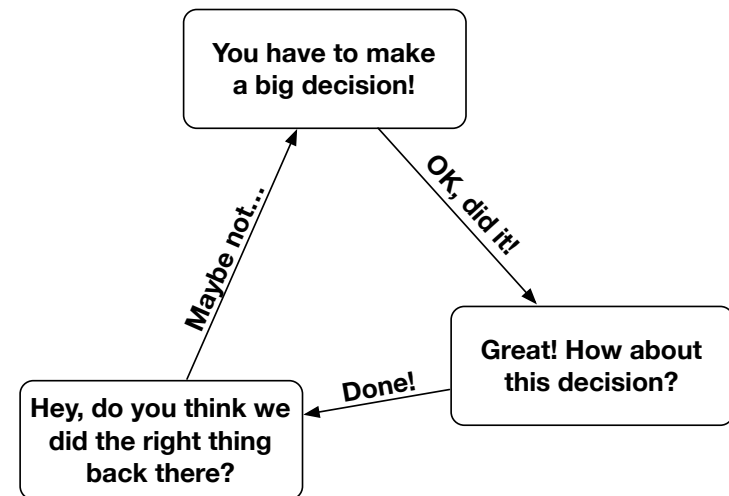 You have to make
a big decision!
OK, did it!
Maybe not...
Great! How about
this decision?
Done!
Hey, do you think we
did the right thing
back there?